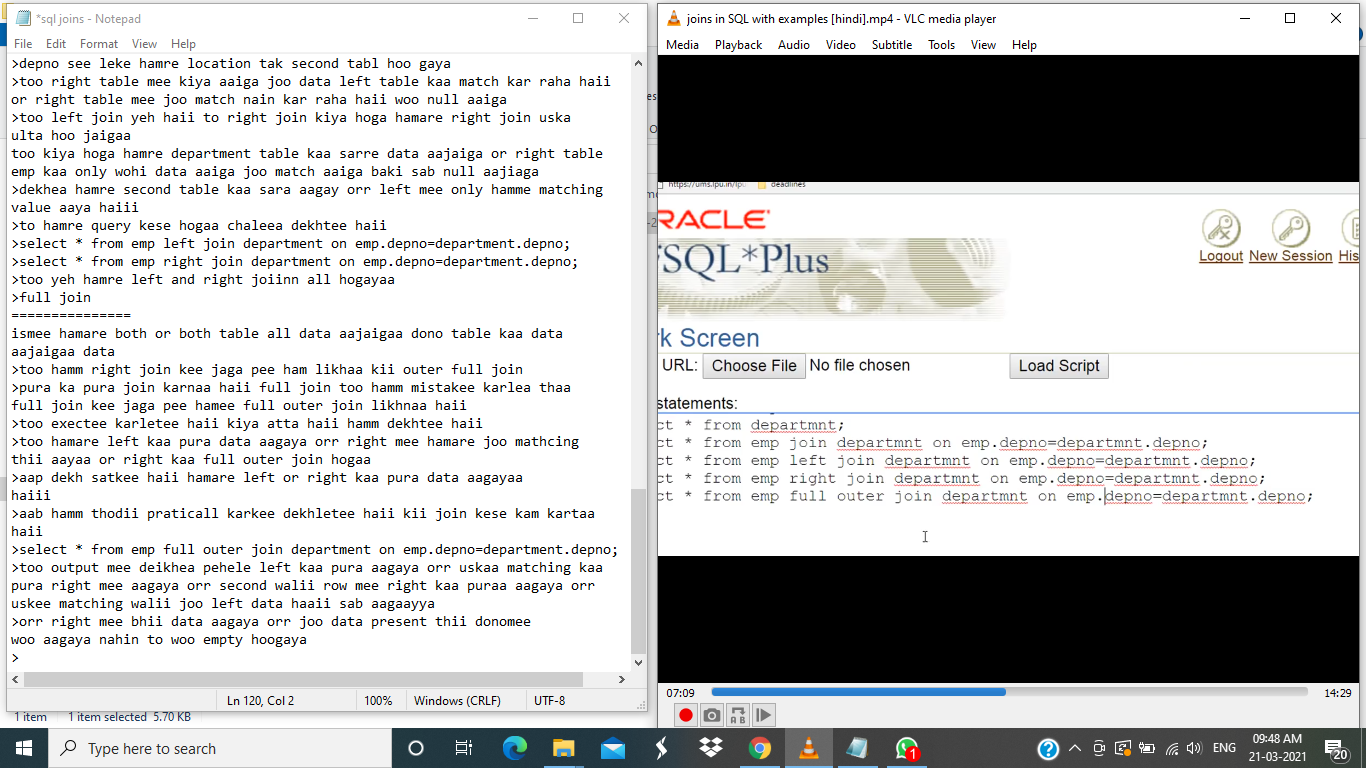 *sql joins - Notepad
File Edit Format View Help
>depno see leke hamre location tak second tabl hoo gaya
>too right table mee kiya aaiga joo data left table kaa match kar raha haii
or right table mee joo match nain kar raha haii woo null aaiga
>too left join yeh haii to right join kiya hoga hamare right join uska
ulta hoo jaigaa
too kiya hoga hamre department table kaa sarre data aajaiga or right table
emp kaa only wohi data aaiga joo match aaiga baki sab null aajiaga
>dekhea hamre second table kaa sara aagay orr left mee only hamme matching
value aaya haiii
>to hamre query kese hogaa chaleea dekhtee haii
>select * from emp left join department on emp.depno=department.depno;
>select * from emp right join department on emp.depno=department.depno;
>too yeh hamre left and right joiinn all hogayaa
>full join
===============
ismee hamare both or both table all data aajaigaa dono table kaa data
aajaigaa data
>too hamm right join kee jaga pee ham likhaa kii outer full join
>pura ka pura join karnaa haii full join too hamm mistakee karlea thaa
full join kee jaga pee hamee full outer join likhnaa haii
>too exectee karletee haii kiya atta haii hamm dekhtee haii
>too hamare left kaa pura data aagaya orr right mee hamare joo mathcing
thii aayaa or right kaa full outer join hogaa
>aap dekh satkee haii hamare left or right kaa pura data aagayaa
haiii
>aab hamm thodii praticall karkee dekhletee haii kii join kese kam kartaa
haii
>select * from emp full outer join department on emp.depno=department.depno;
>too output mee deikhea pehele left kaa pura aagaya orr uskaa matching kaa
pura right mee aagaya orr second walii row mee right kaa puraa aagaya orr
uskee matching walii joo left data haaii sab aagaayya
>orr right mee bhii data aagaya orr joo data present thii donomee
woo aagaya nahin to woo empty hoogaya
>
Ln 120, Col 2 100% Windows (CRLF) UTF-8
1 item 1 item selected 5.70 KB
joins in SQL with examples [hindi].mp4 - VLC media player
Media Playback Audio Video Subtitle Tools View Help
https://ums.lpu.in/lpu deadlines
RACLE
SQL*Plus
Logout New Session His
rk Screen
URL: Choose File No file chosen Load Script
statements:
ct * from departmnt;
ct * from emp join departmnt on emp.depno=departmnt.depno;
ct * from emp left join departmnt on emp.depno=departmnt.depno;
ct * from emp right join departmnt on emp.depno=departmnt.depno;
ct * from emp full outer join departmnt on emp.depno=departmnt.depno;
07:09 14:29
Type here to search
1
ENG
09:48 AM
21-03-2021
20